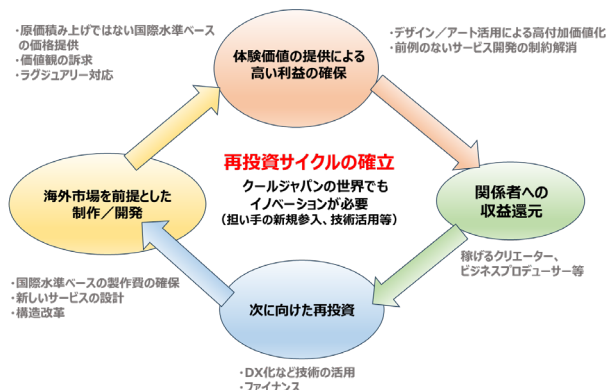 ・原価積み上げではない国際水準ベース
の価格提供
・価値観の訴求
・ラグジュアリー対応
体験価値の提供による
高い利益の確保
・デザイン／アート活用による高付加価値化
・前例のないサービス開発の制約解消
再投資サイクルの確立
クールジャパンの世界でも
イノベーションが必要
（担い手の新規参入、技術活用等）
海外市場を前提とした
制作／開発
関係者への
収益還元
稼げるクリエーター、
ビジネスプロデューサー等
・国際水準ベースの製作費の確保
・新しいサービスの設計
・構造改革
次に向けた再投資
・DX化など技術の活用
・ファイナンス